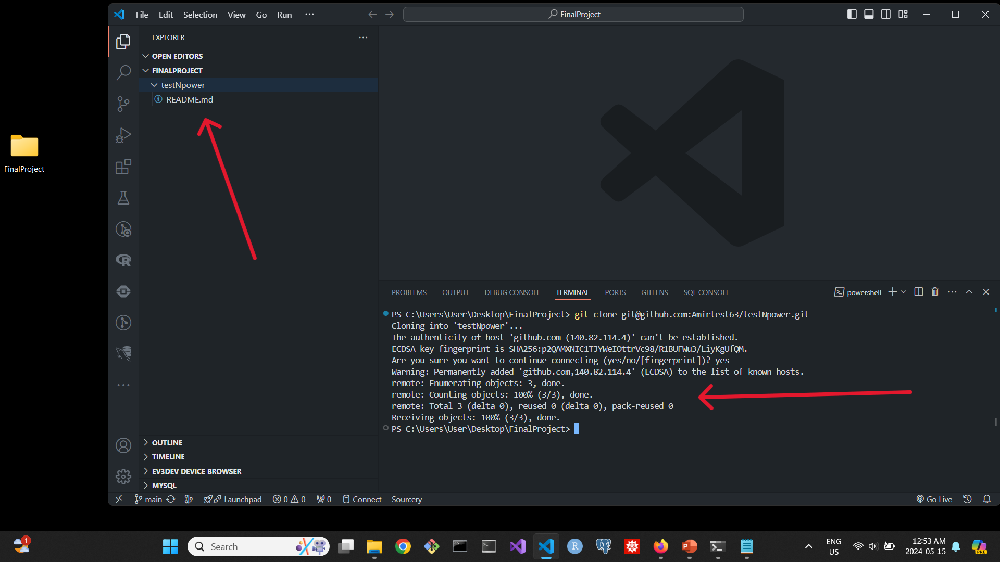 File Edit Selection View Go Run ···
FinalProject
EXPLORER
OPEN EDITORS
FINALPROJECT
testNpower
README.md
FinalProject
PROBLEMS OUTPUT DEBUG CONSOLE TERMINAL PORTS GITLENS SQL CONSOLE
powershell
PS C:\Users\User\Desktop\FinalProject> git clone git@github.com:Amirtest63/testNpower.git
Cloning into 'testNpower'...
The authenticity of host 'github.com (140.82.114.4)' can't be established.
ECDSA key fingerprint is SHA256:p2QAMXNIC1TJYWeIOttrVc98/R1BUFWu3/LiyKgUfQM.
Are you sure you want to continue connecting (yes/no/[fingerprint])? yes
Warning: Permanently added 'github.com,140.82.114.4' (ECDSA) to the list of known hosts.
remote: Enumerating objects: 3, done.
remote: Counting objects: 100% (3/3), done.
remote: Total 3 (delta 0), reused 0 (delta 0), pack-reused 0
Receiving objects: 100% (3/3), done.
PS C:\Users\User\Desktop\FinalProject>
OUTLINE
TIMELINE
EV3DEV DEVICE BROWSER
MYSQL
main Launchpad 0 0 0 Connect Sourcery Go Live
1
Search
R
P
ENG
US
12:53 AM
2024-05-15
PRE